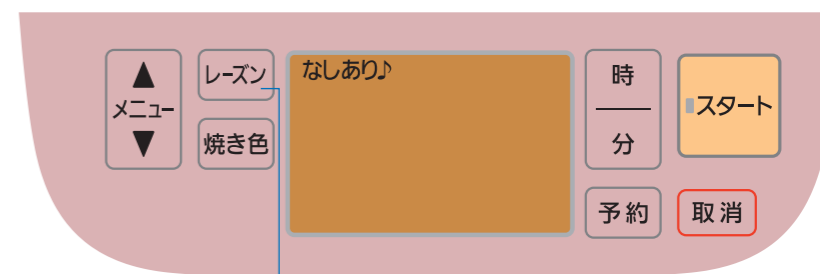 メニュー
レーズン
焼き色
なしあり♪
時
分
予約
スタート
取消